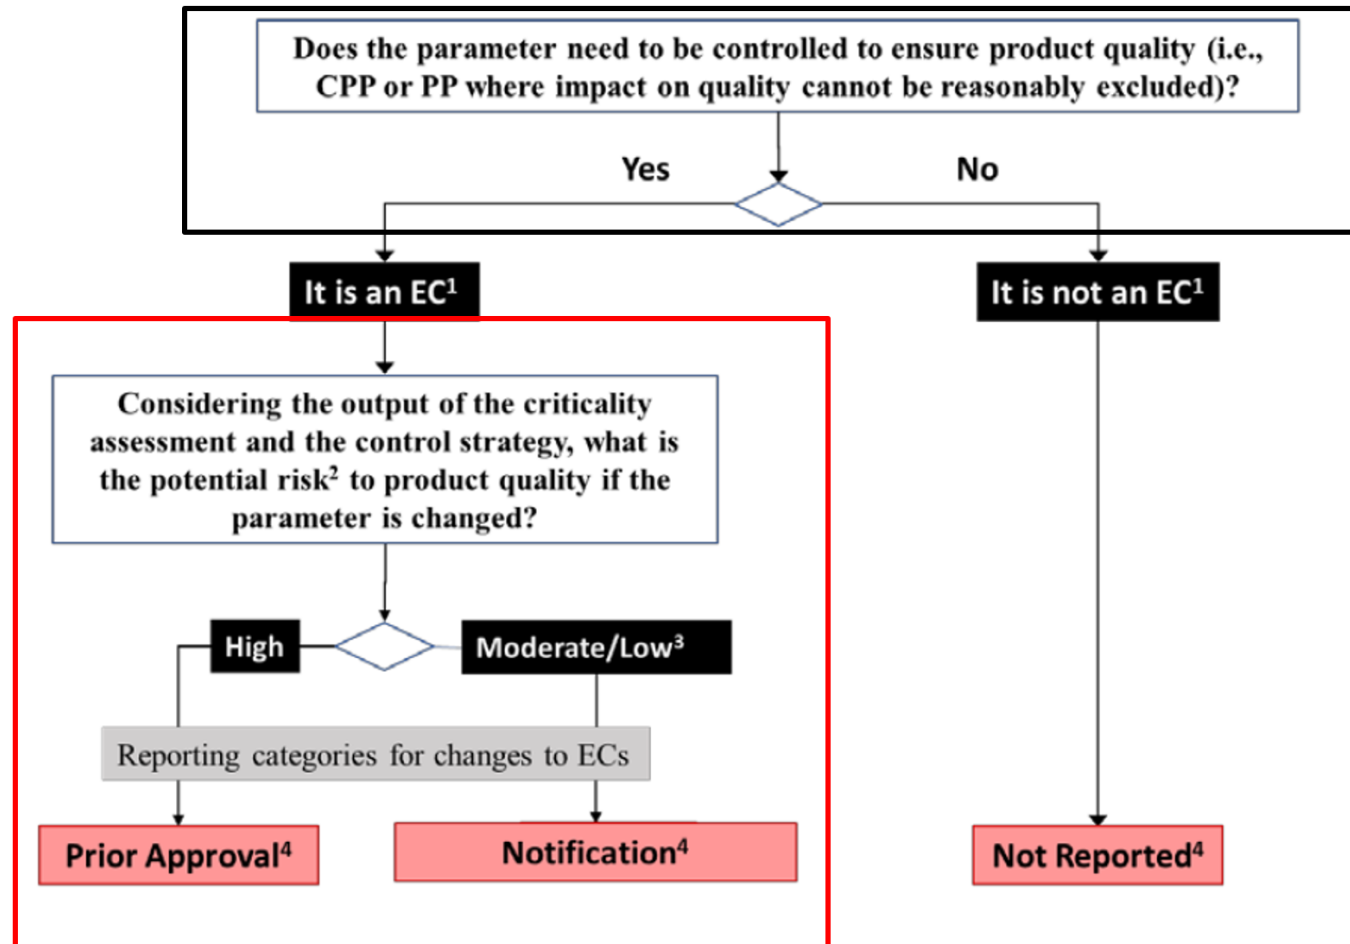 Does the parameter need to be controlled to ensure product quality (i.e.,
CPP or PP where impact on quality cannot be reasonably excluded)?
Yes
No
It is an EC¹
It is not an EC¹
Considering the output of the criticality
assessment and the control strategy, what is
the potential risk² to product quality if the
parameter is changed?
High
Moderate/Low³
Reporting categories for changes to ECs
Prior Approval⁴
Notification⁴
Not Reported⁴